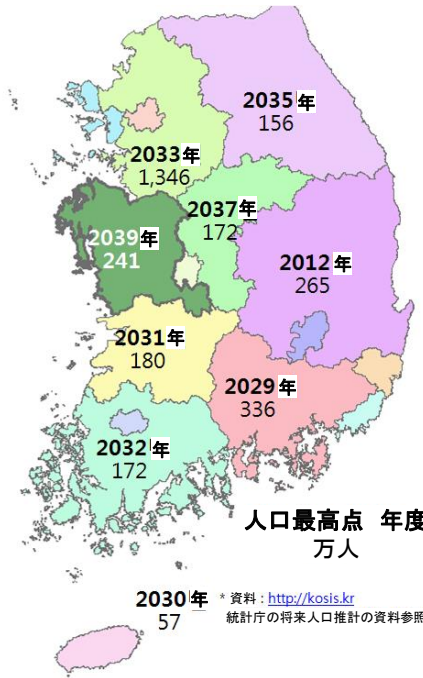 2035年
156
2033年
1,346
2037年
172
2039年
241
2012年
265
2031年
180
2029年
336
2032年
172
人口最高点 年度
万人
2030年
57
* 資料 : http://kosis.kr
統計庁の将来人口推計の資料参照